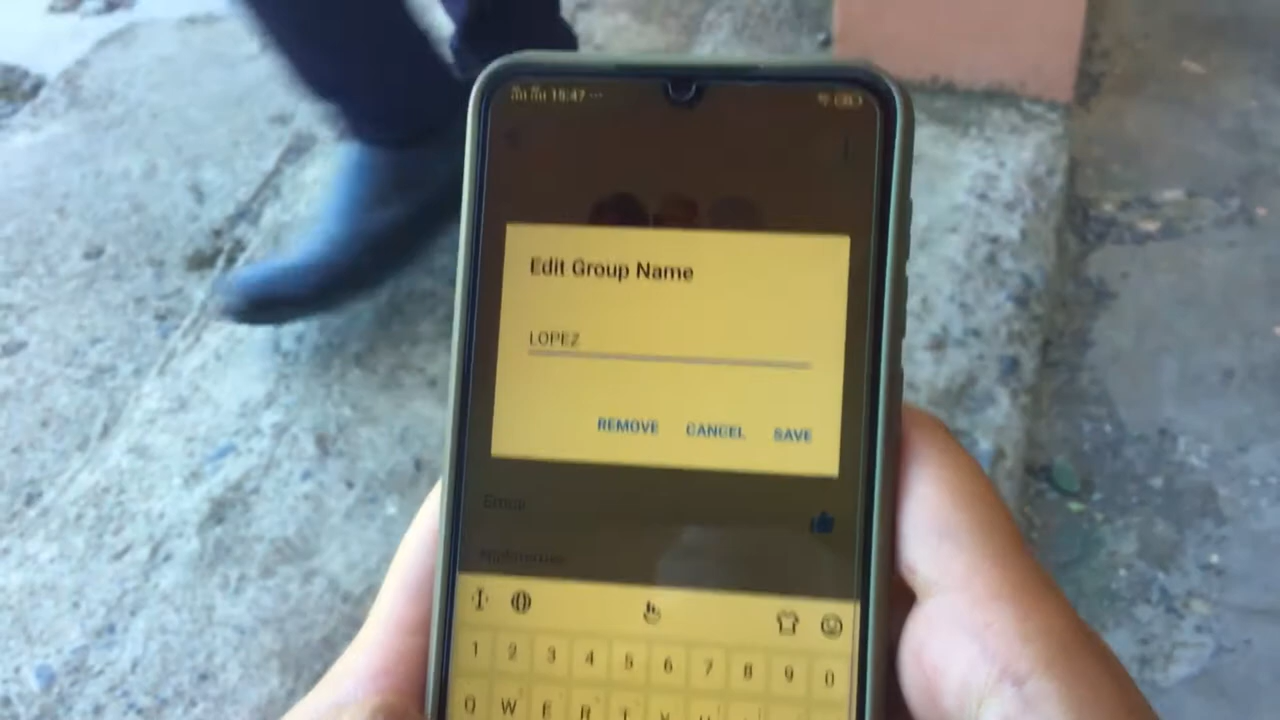 15:47 ...
Edit Group Name
LOPEZ
REMOVE CANCEL SAVE
Emoji
1 2 3 4 5 6 7 8 9 0
Q W E R T Y U